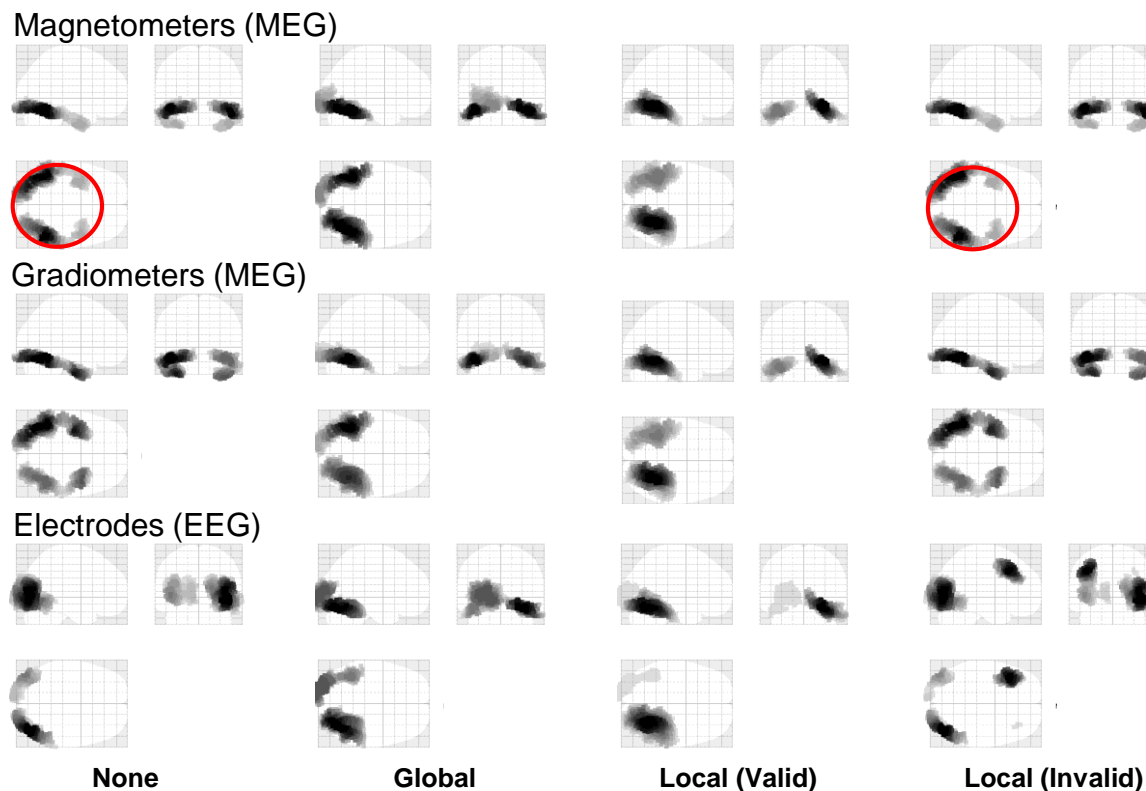 Magnetometers (MEG)
Gradiometers (MEG)
Electrodes (EEG)
None Global Local (Valid) Local (Invalid)